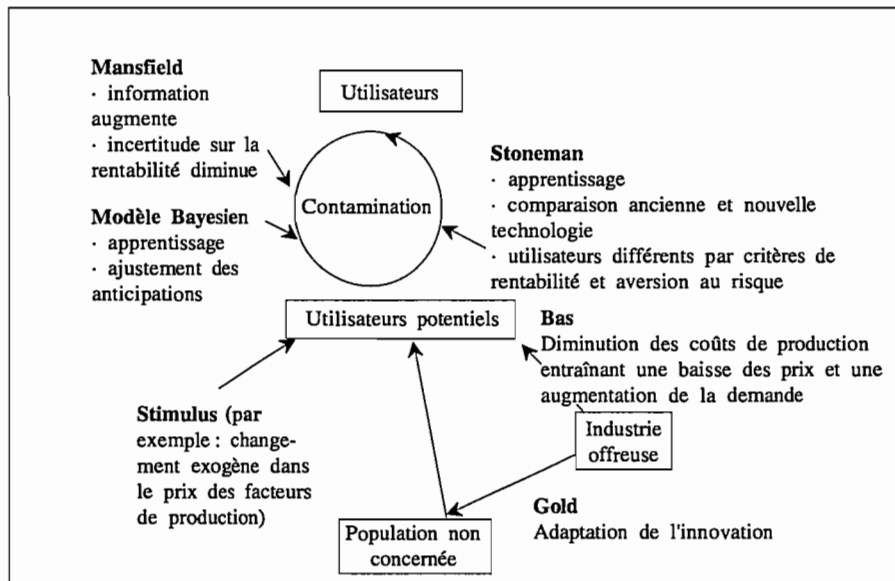 Mansfield
· information
augmente
· incertitude sur la
rentabilité diminue
Utilisateurs
Contamination
Modèle Bayesien
· apprentissage
· ajustement des
anticipations
Stoneman
· apprentissage
· comparaison ancienne et nouvelle
technologie
· utilisateurs différents par critères de
rentabilité et aversion au risque
Utilisateurs potentiels
Bas
Diminution des coûts de production
entraînant une baisse des prix et une
augmentation de la demande
Stimulus (par
exemple : change-
ment exogène dans
le prix des facteurs
de production)
Industrie
offreuse
Gold
Adaptation de l'innovation
Population non
concernée